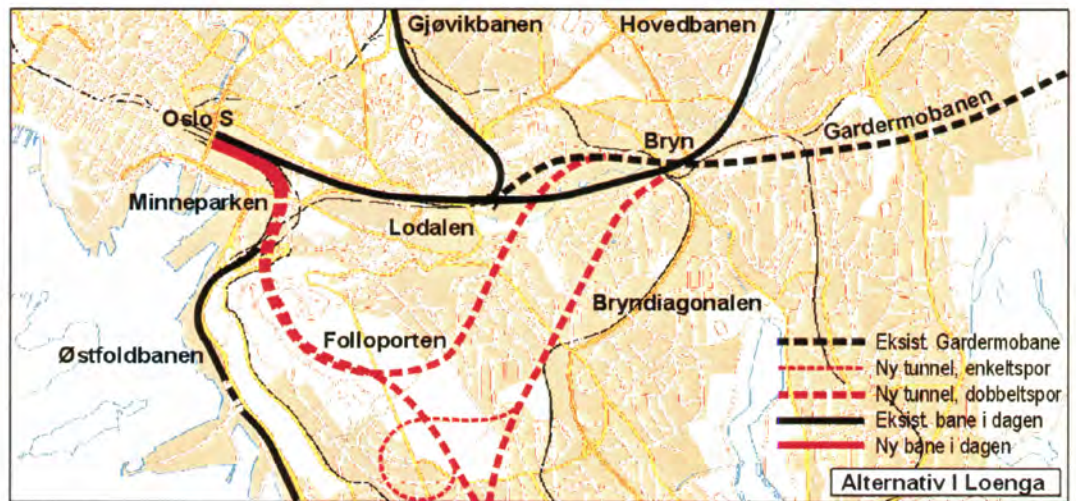 Gjøvikbanen
Hovedbanen
Oslo S
Bryn
Gardermobanen
Minneparken
Lodalen
Bryndiagonalen
Folloporten
Østfoldbanen
Eksist. Gardermobane
Ny tunnel, enkeltspor
Ny tunnel, dobbeltspor
Eksist. bane i dagen
Ny bane i dagen
Alternativ I Loenga